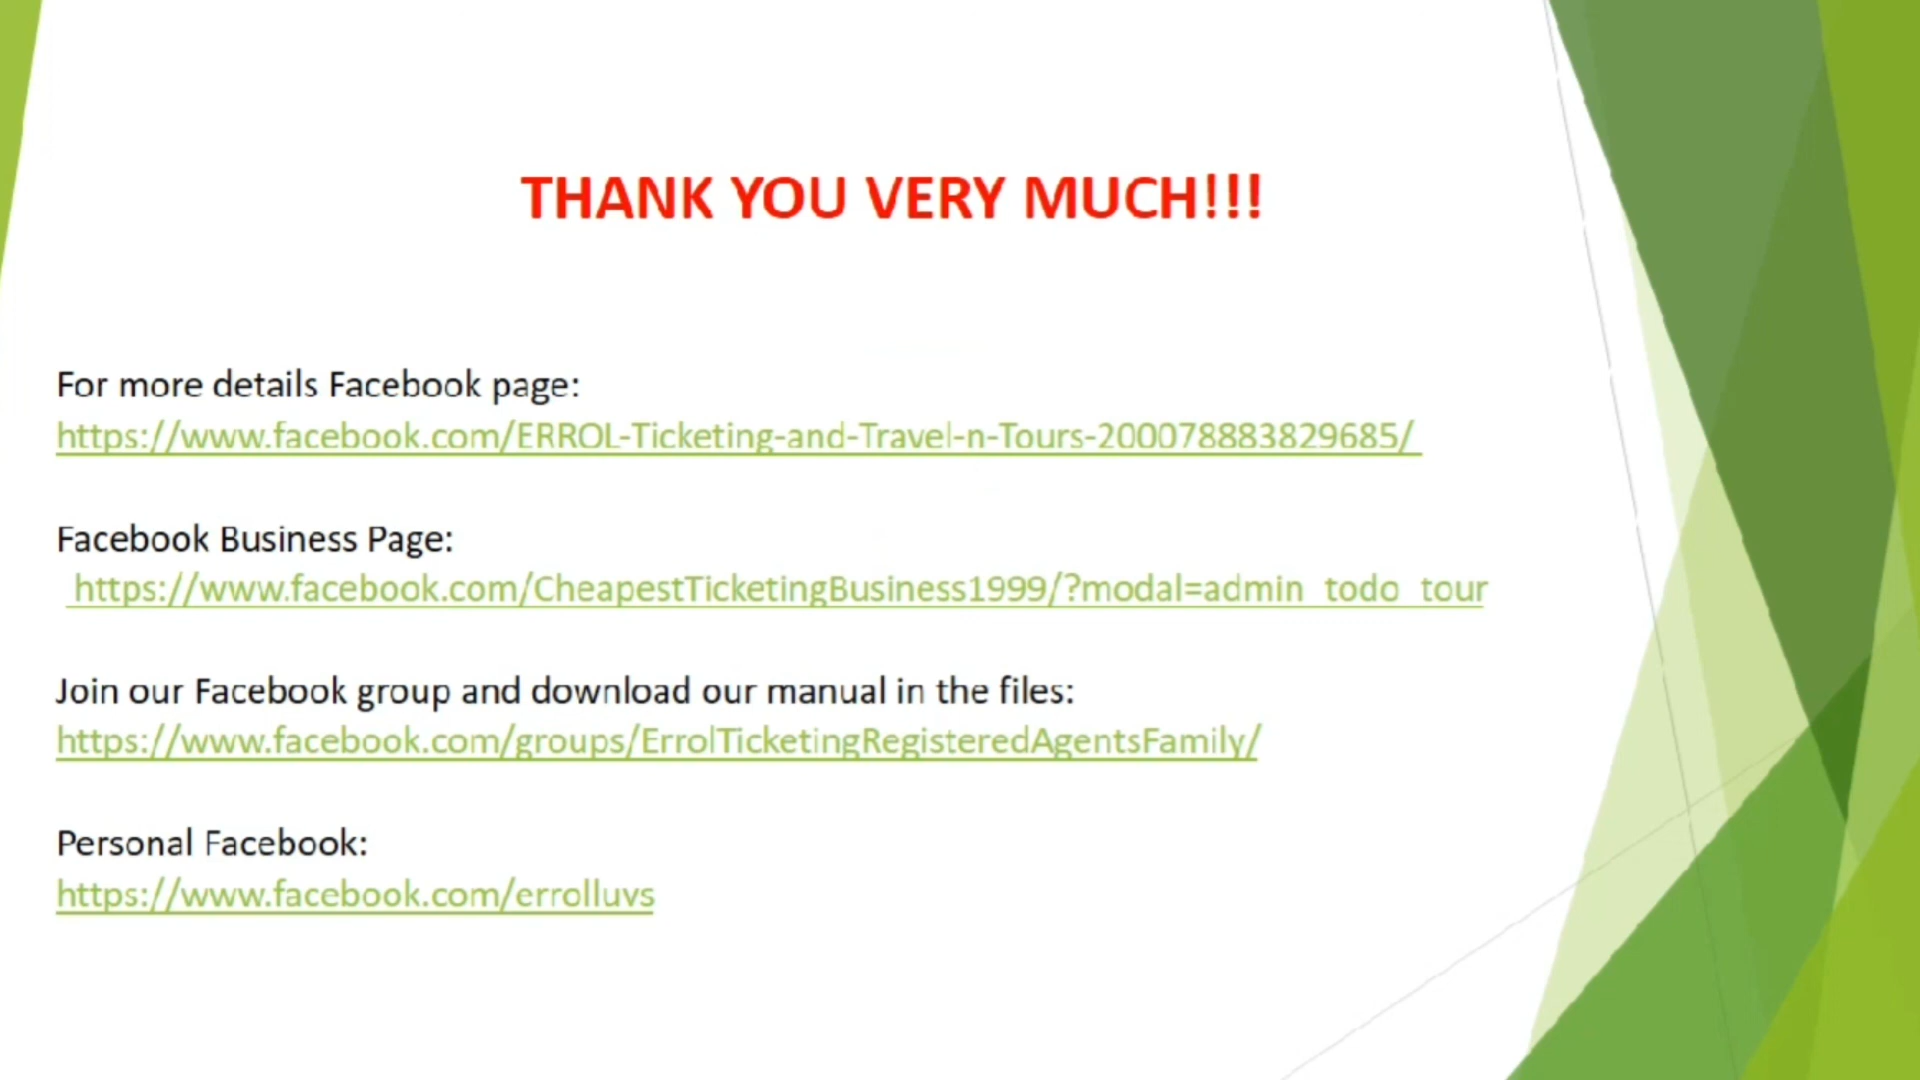 THANK YOU VERY MUCH!!!
For more details Facebook page:
https://www.facebook.com/ERROL-Ticketing-and-Travel-n-Tours-200078883829685/
Facebook Business Page:
https://www.facebook.com/CheapestTicketingBusiness1999/?modal=admin_todo_tour
Join our Facebook group and download our manual in the files:
https://www.facebook.com/groups/ErrolTicketingRegisteredAgentsFamily/
Personal Facebook:
https://www.facebook.com/errolluvs